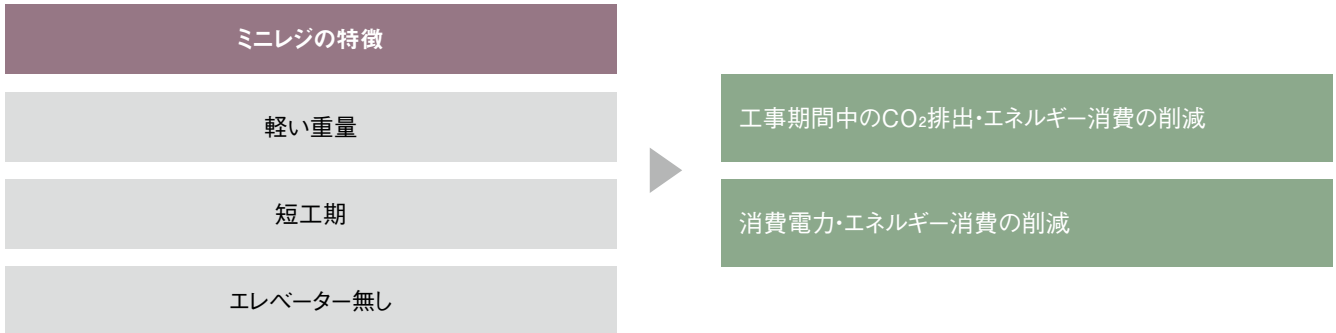 ミニレジの特徴
軽い重量
短工期
エレベーター無し
工事期間中のCO₂排出・エネルギー消費の削減
消費電力・エネルギー消費の削減